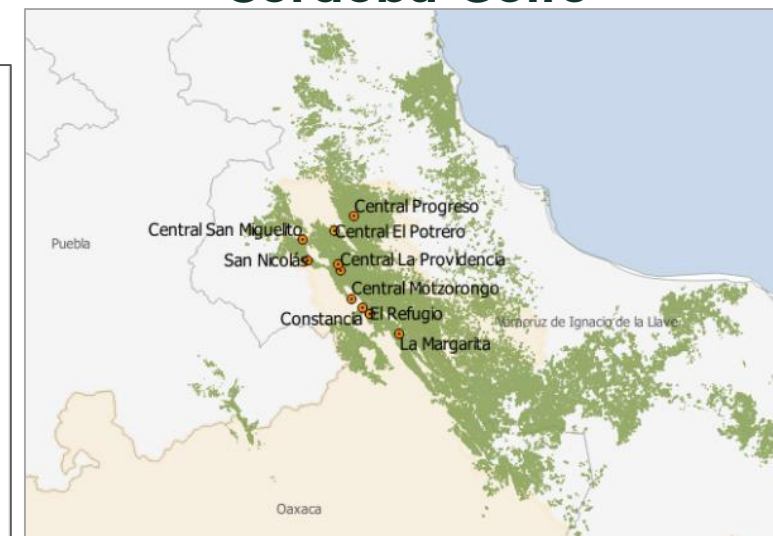 Central Progreso
Central San Miguelito
Central El Potrero
Puebla
San Nicolás
Central La Providencia
Central Motzorongo
Constancia
El Refugio
Veracruz de Ignacio de la Llave
La Margarita
Oaxaca